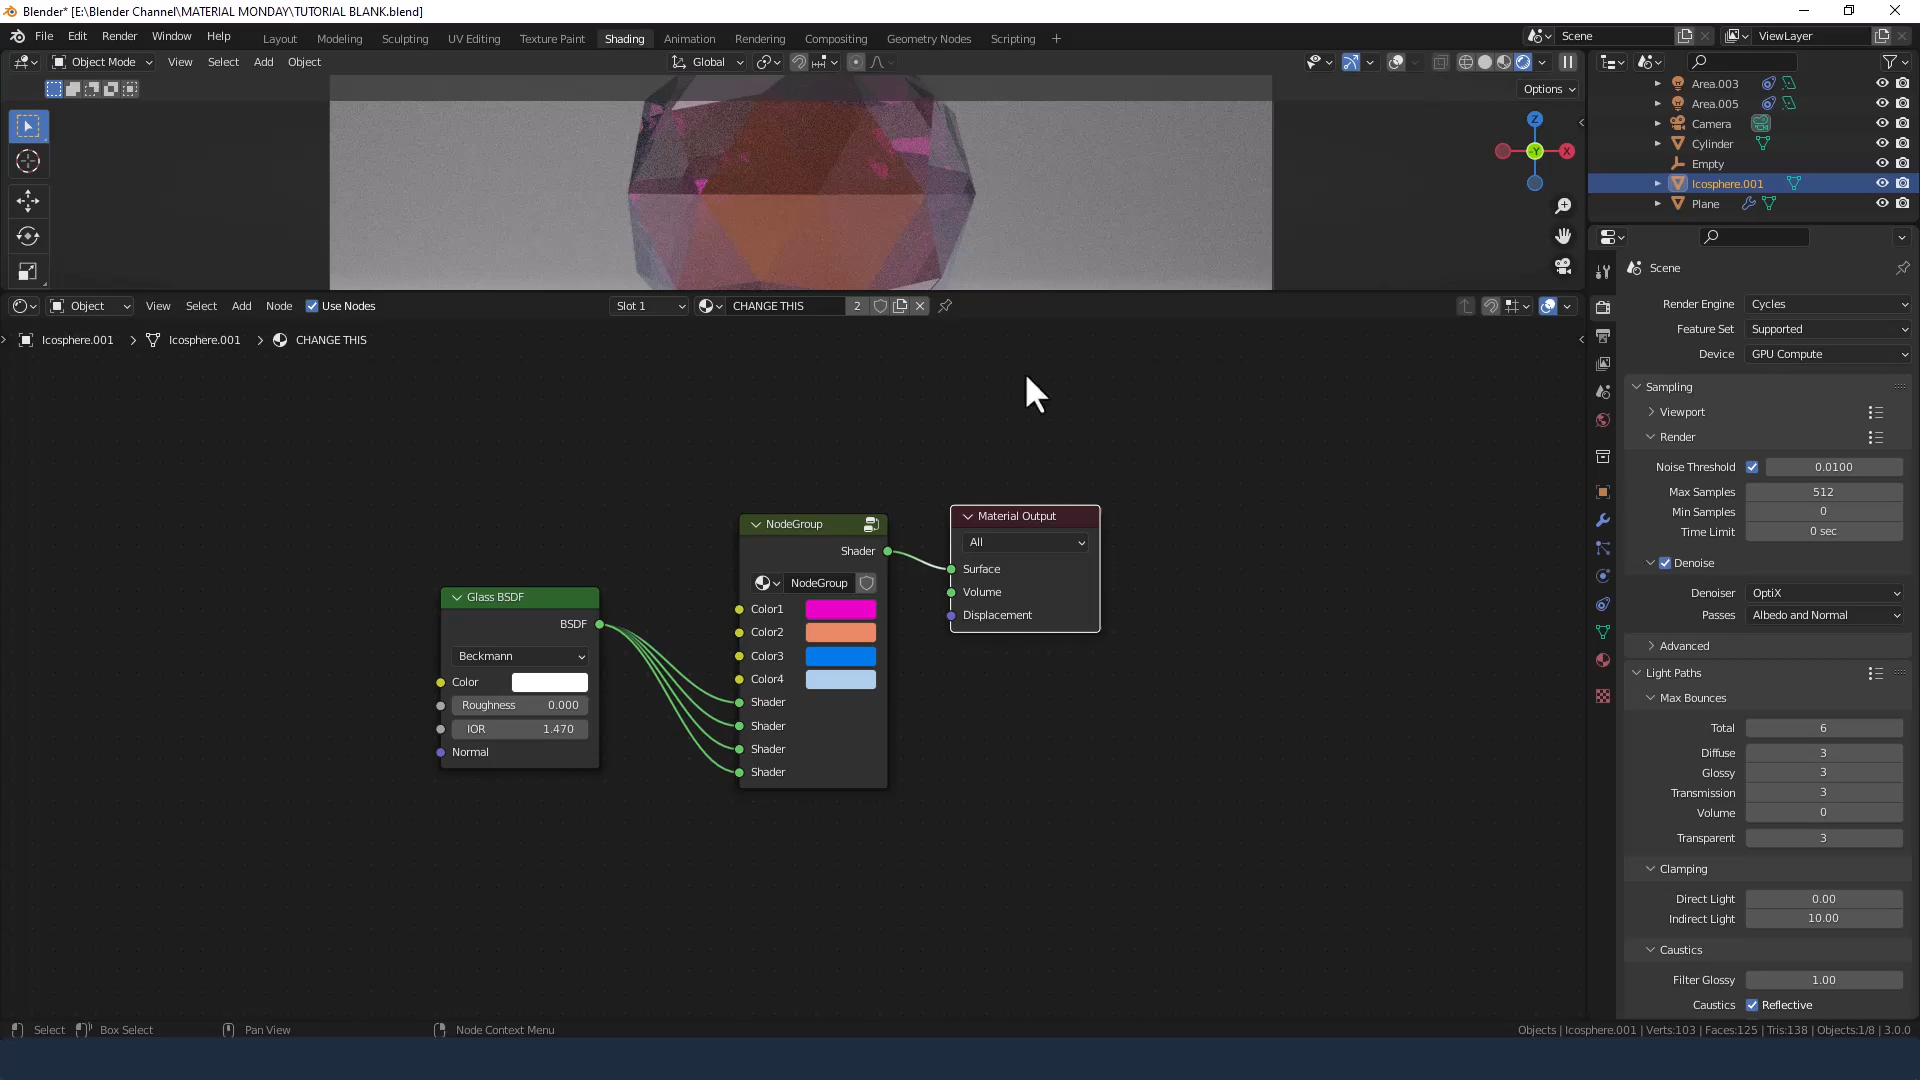 Blender* [E:\Blender Channel\MATERIAL MONDAY\TUTORIAL BLANK.blend]
File Edit Render Window Help
Layout Modeling Sculpting UV Editing Texture Paint Shading Animation Rendering Compositing Geometry Nodes Scripting
Scene ViewLayer
Object Mode View Select Add Object Global
Options
Z
X
-Y
Area.003
Area.005
Camera
Cylinder
Empty
Icosphere.001
Plane
Object View Select Add Node Use Nodes Slot 1 CHANGE THIS 2
Icosphere.001 > Icosphere.001 > CHANGE THIS
Glass BSDF
BSDF
Beckmann
Color
Roughness 0.000
IOR 1.470
Normal
NodeGroup
Shader
NodeGroup
Color1
Color2
Color3
Color4
Shader
Shader
Shader
Shader
Material Output
All
Surface
Volume
Displacement
Scene
Render Engine Cycles
Feature Set Supported
Device GPU Compute
Sampling
Viewport
Render
Noise Threshold 0.0100
Max Samples 512
Min Samples 0
Time Limit 0 sec
Denoise
Denoiser OptiX
Passes Albedo and Normal
Advanced
Light Paths
Max Bounces
Total 6
Diffuse 3
Glossy 3
Transmission 3
Volume 0
Transparent 3
Clamping
Direct Light 0.00
Indirect Light 10.00
Caustics
Filter Glossy 1.00
Caustics Reflective
Select Box Select Pan View Node Context Menu
Objects | Icosphere.001 | Verts:103 | Faces:125 | Tris:138 | Objects:1/8 | 3.0.0